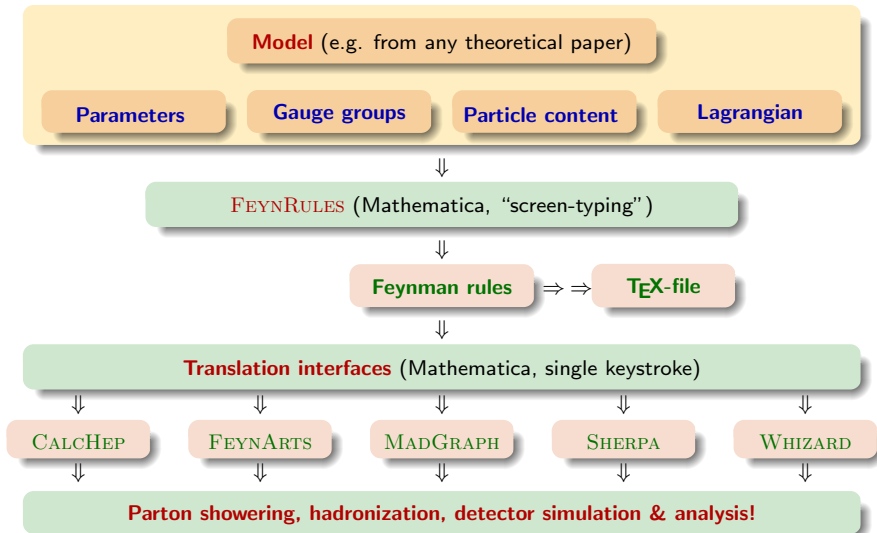 Model (e.g. from any theoretical paper)
Parameters
Gauge groups
Particle content
Lagrangian
⇓
FEYNRULES (Mathematica, “screen-typing”)
⇓
Feynman rules ⇒ ⇒ TEX-file
⇓
Translation interfaces (Mathematica, single keystroke)
⇓ ⇓ ⇓ ⇓ ⇓
CALCHEP
FEYNARTS
MADGRAPH
SHERPA
WHIZARD
⇓ ⇓ ⇓ ⇓ ⇓
Parton showering, hadronization, detector simulation & analysis!